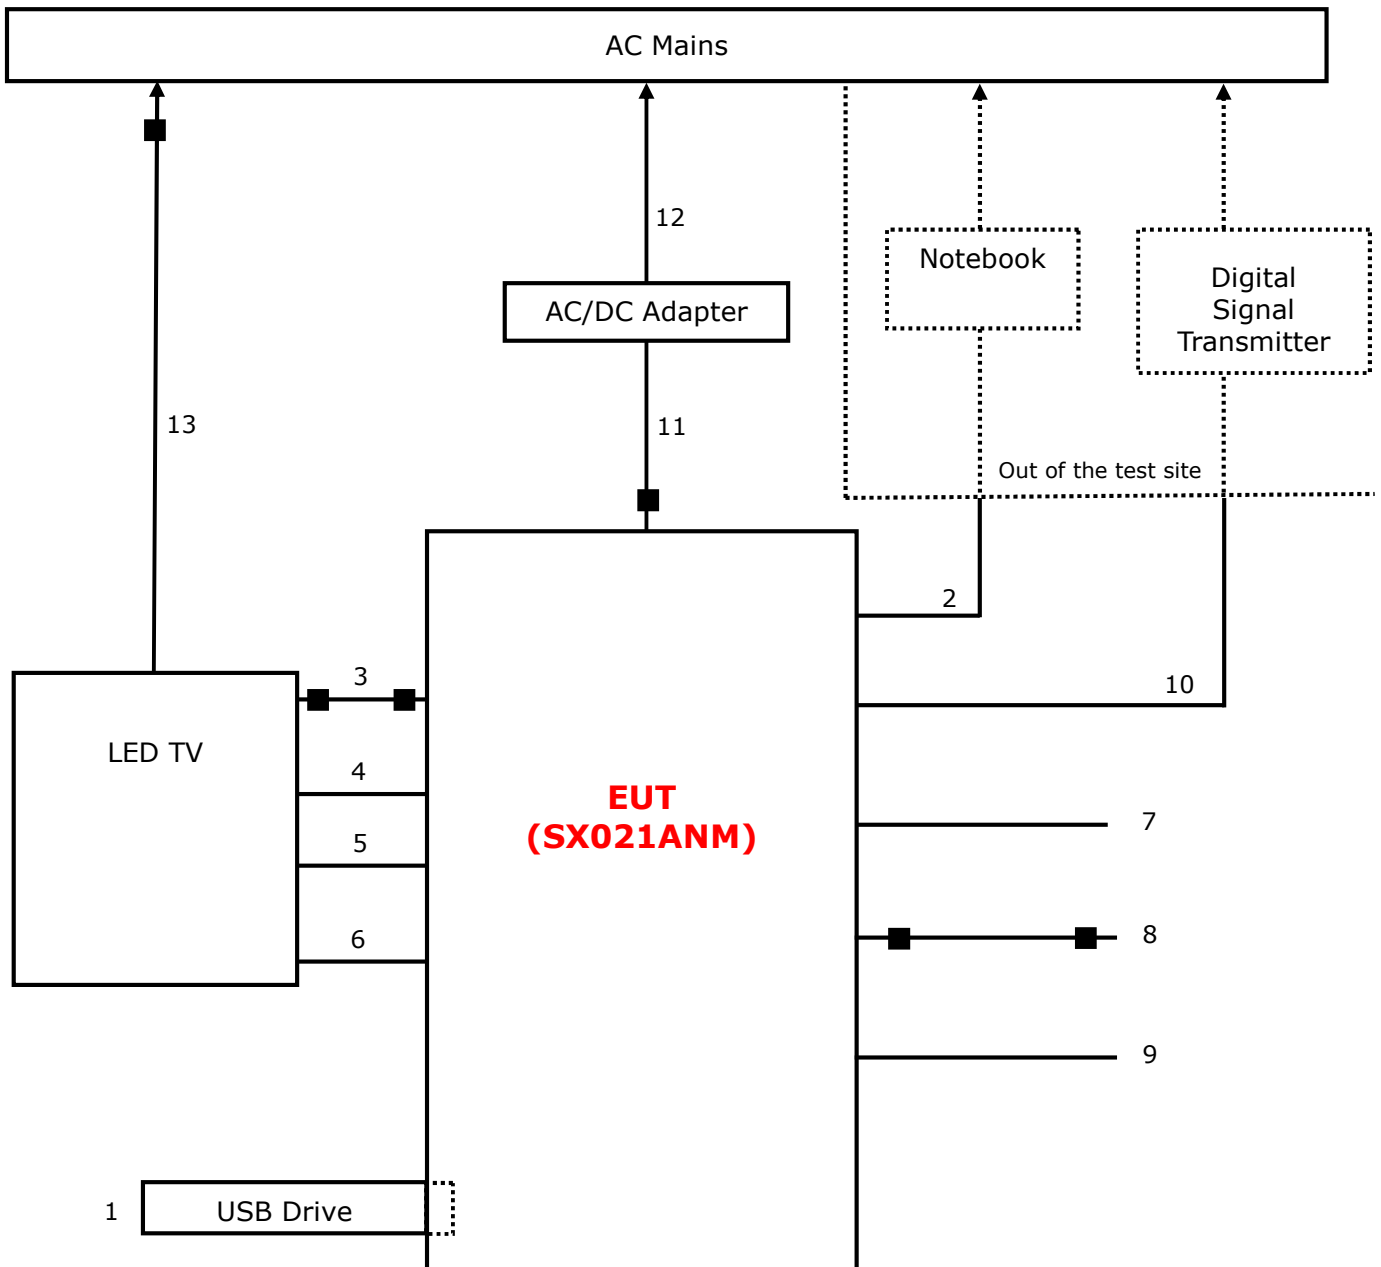 AC Mains
12
Notebook
Digital
Signal
Transmitter
AC/DC Adapter
13
11
Out of the test site
2
3
10
LED TV
4
EUT
(SX021ANM)
7
5
6
8
9
1
USB Drive